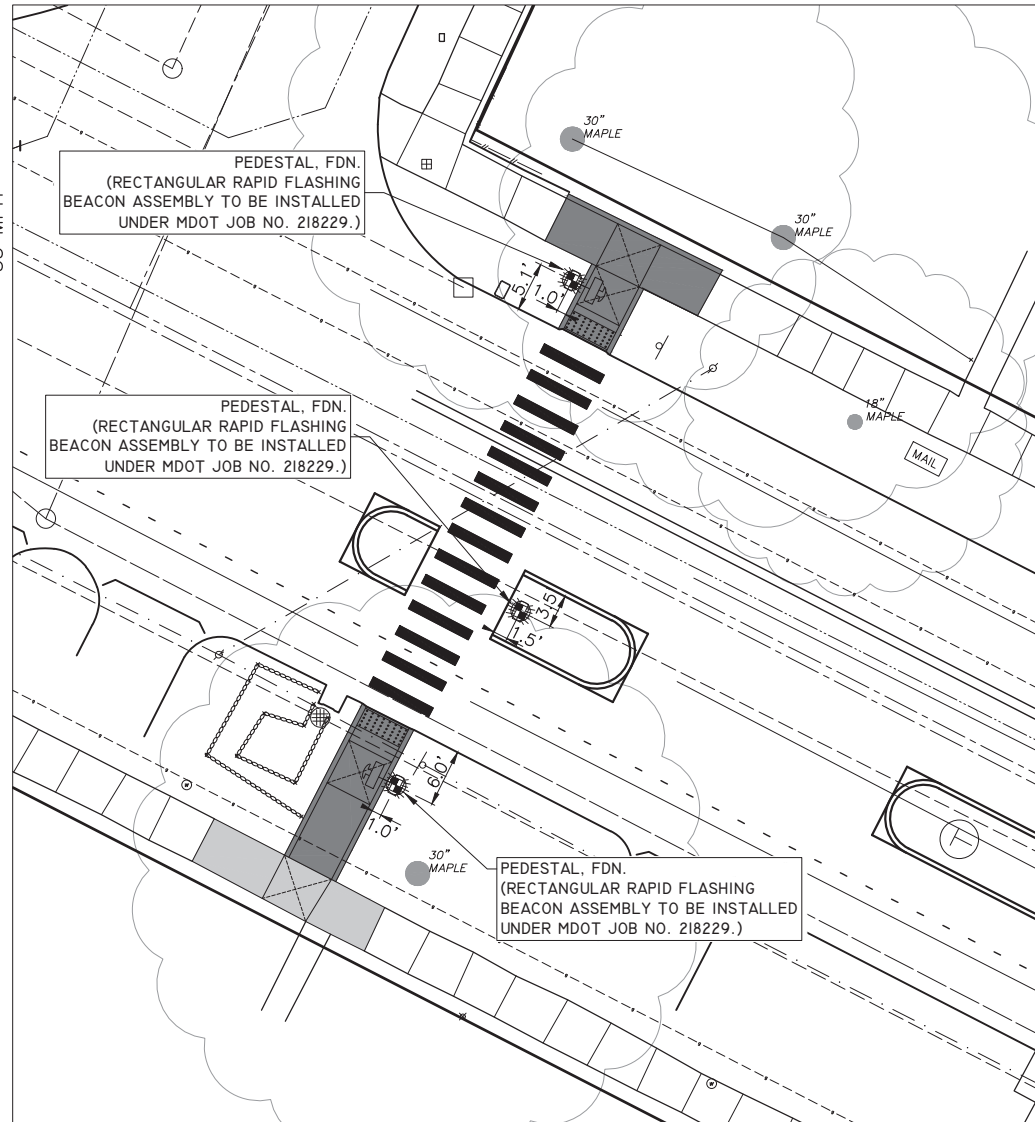 30"
MAPLE
PEDESTAL, FDN.
(RECTANGULAR RAPID FLASHING
BEACON ASSEMBLY TO BE INSTALLED
UNDER MDOT JOB NO. 218229.)
30"
MAPLE
5.1'
1.0'
PEDESTAL, FDN.
(RECTANGULAR RAPID FLASHING
BEACON ASSEMBLY TO BE INSTALLED
UNDER MDOT JOB NO. 218229.)
18"
MAPLE
MAIL
3.5'
1.5'
6.0'
1.0'
30"
MAPLE
PEDESTAL, FDN.
(RECTANGULAR RAPID FLASHING
BEACON ASSEMBLY TO BE INSTALLED
UNDER MDOT JOB NO. 218229.)